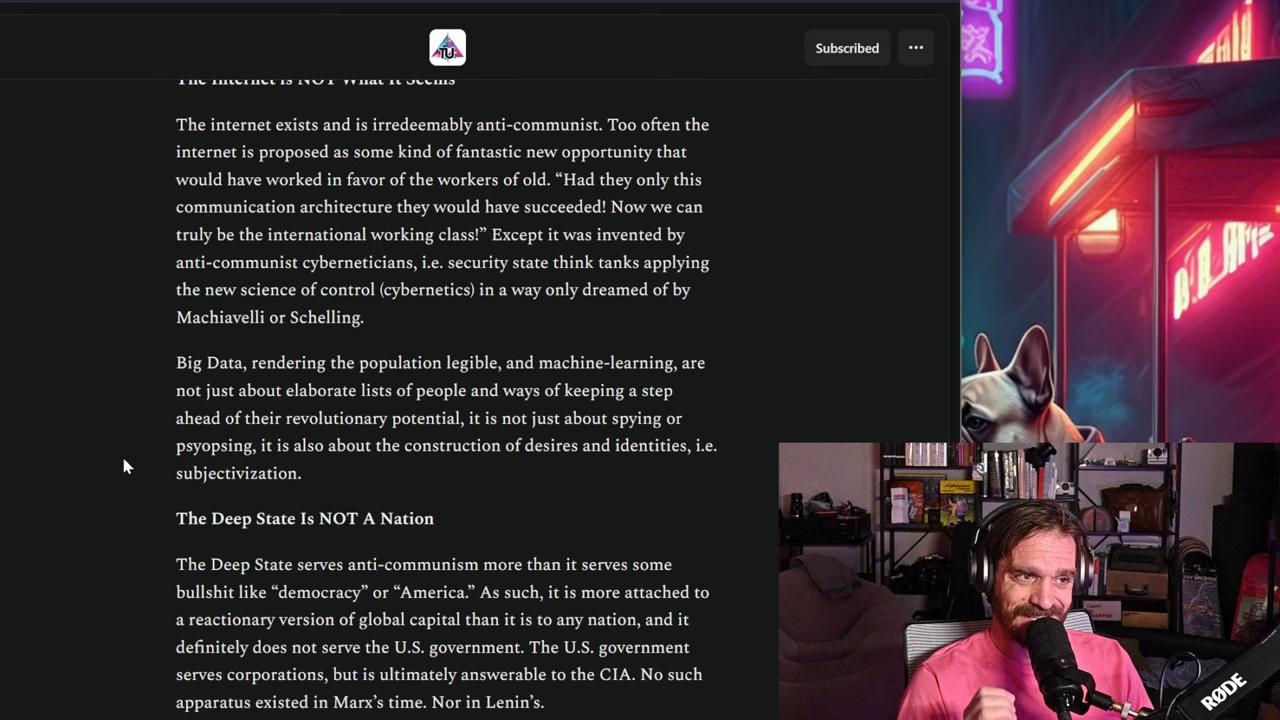 TU
Subscribed
The Internet is NOT What it Seems
The internet exists and is irredeemably anti-communist. Too often the
internet is proposed as some kind of fantastic new opportunity that
would have worked in favor of the workers of old. “Had they only this
communication architecture they would have succeeded! Now we can
truly be the international working class!” Except it was invented by
anti-communist cyberneticians, i.e. security state think tanks applying
the new science of control (cybernetics) in a way only dreamed of by
Machiavelli or Schelling.
Big Data, rendering the population legible, and machine-learning, are
not just about elaborate lists of people and ways of keeping a step
ahead of their revolutionary potential, it is not just about spying or
psyopsing, it is also about the construction of desires and identities, i.e.
subjectivization.
The Deep State Is NOT A Nation
The Deep State serves anti-communism more than it serves some
bullshit like “democracy” or “America.” As such, it is more attached to
a reactionary version of global capital than it is to any nation, and it
definitely does not serve the U.S. government. The U.S. government
serves corporations, but is ultimately answerable to the CIA. No such
apparatus existed in Marx’s time. Nor in Lenin’s.
RØDE